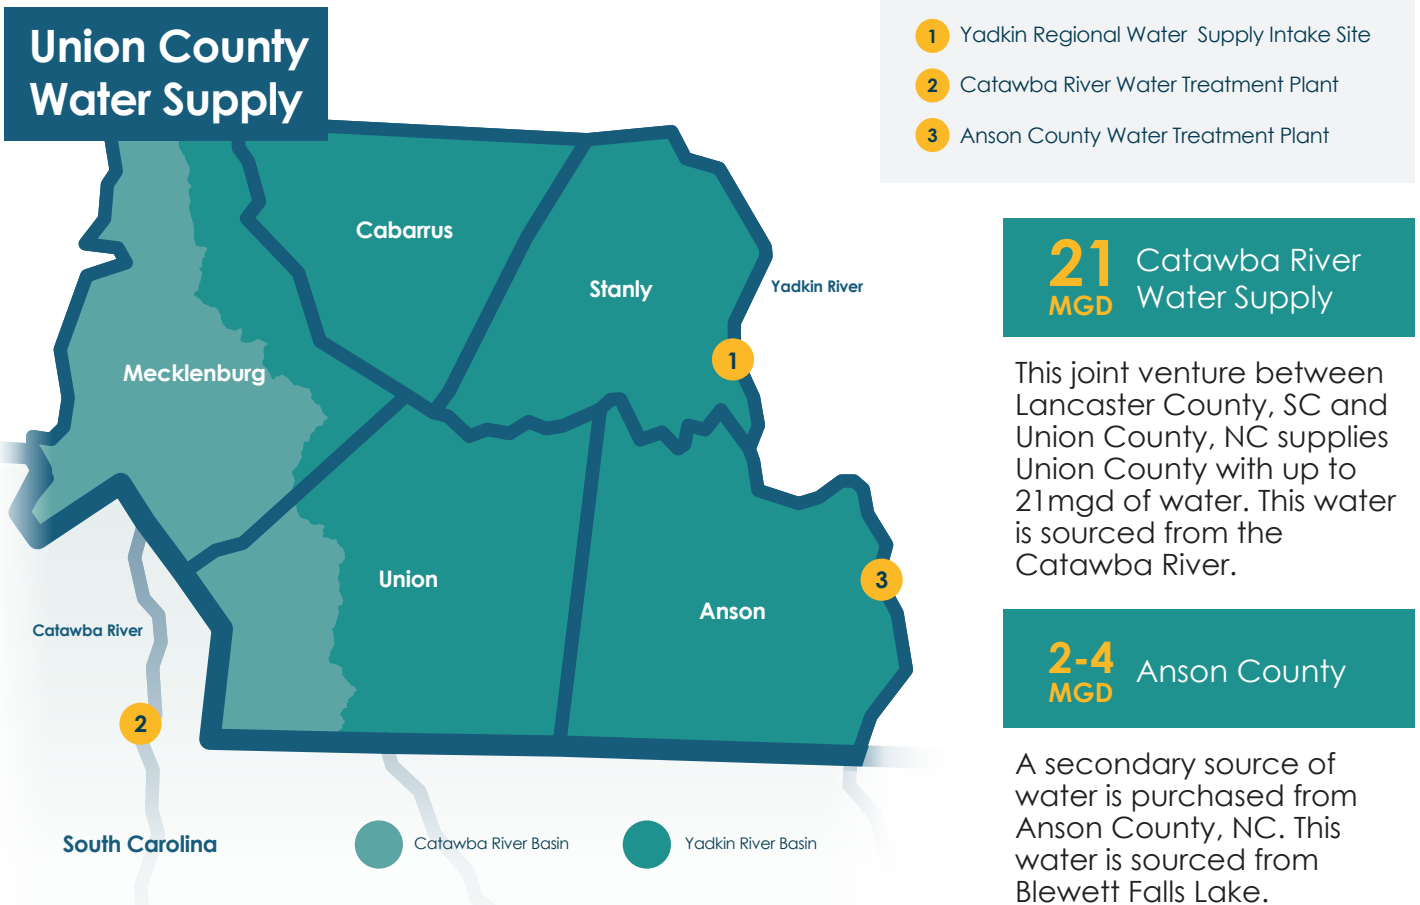 Union County
Water Supply
1 Yadkin Regional Water Supply Intake Site
2 Catawba River Water Treatment Plant
3 Anson County Water Treatment Plant
Cabarrus
Stanly
Yadkin River
1
Mecklenburg
Union
Anson
3
Catawba River
2
South Carolina
Catawba River Basin
Yadkin River Basin
21
MGD
Catawba River
Water Supply
This joint venture between
Lancaster County, SC and
Union County, NC supplies
Union County with up to
21mgd of water. This water
is sourced from the
Catawba River.
2-4
MGD
Anson County
A secondary source of
water is purchased from
Anson County, NC. This
water is sourced from
Blewett Falls Lake.